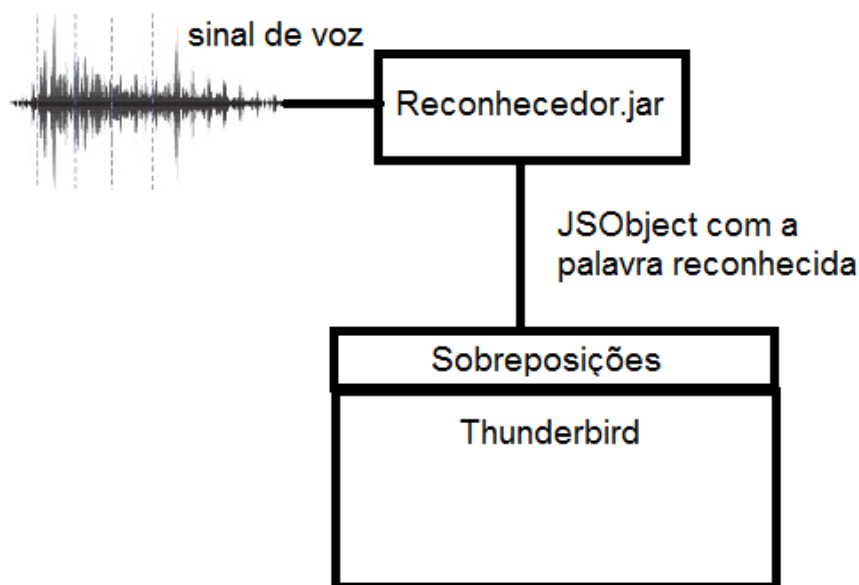 sinal de voz
Reconhecedor.jar
JSObject com a
palavra reconhecida
Sobreposições
Thunderbird